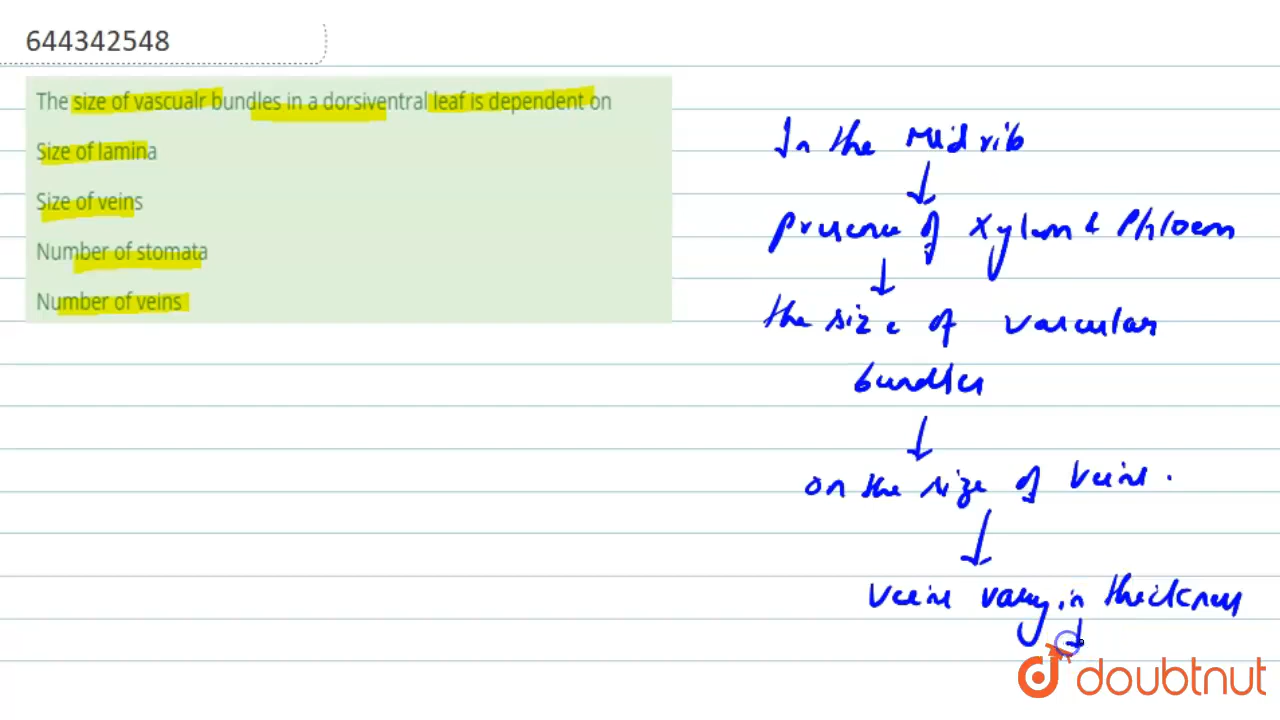 644342548
The size of vascualr bundles in a dorsiventral leaf is dependent on
Size of lamina
Size of veins
Number of stomata
Number of veins
In the Midrib
presence of Xylem & Phloem
the size of vascular
bundles
on the size of veins.
veins vary in thickness
doubtnut